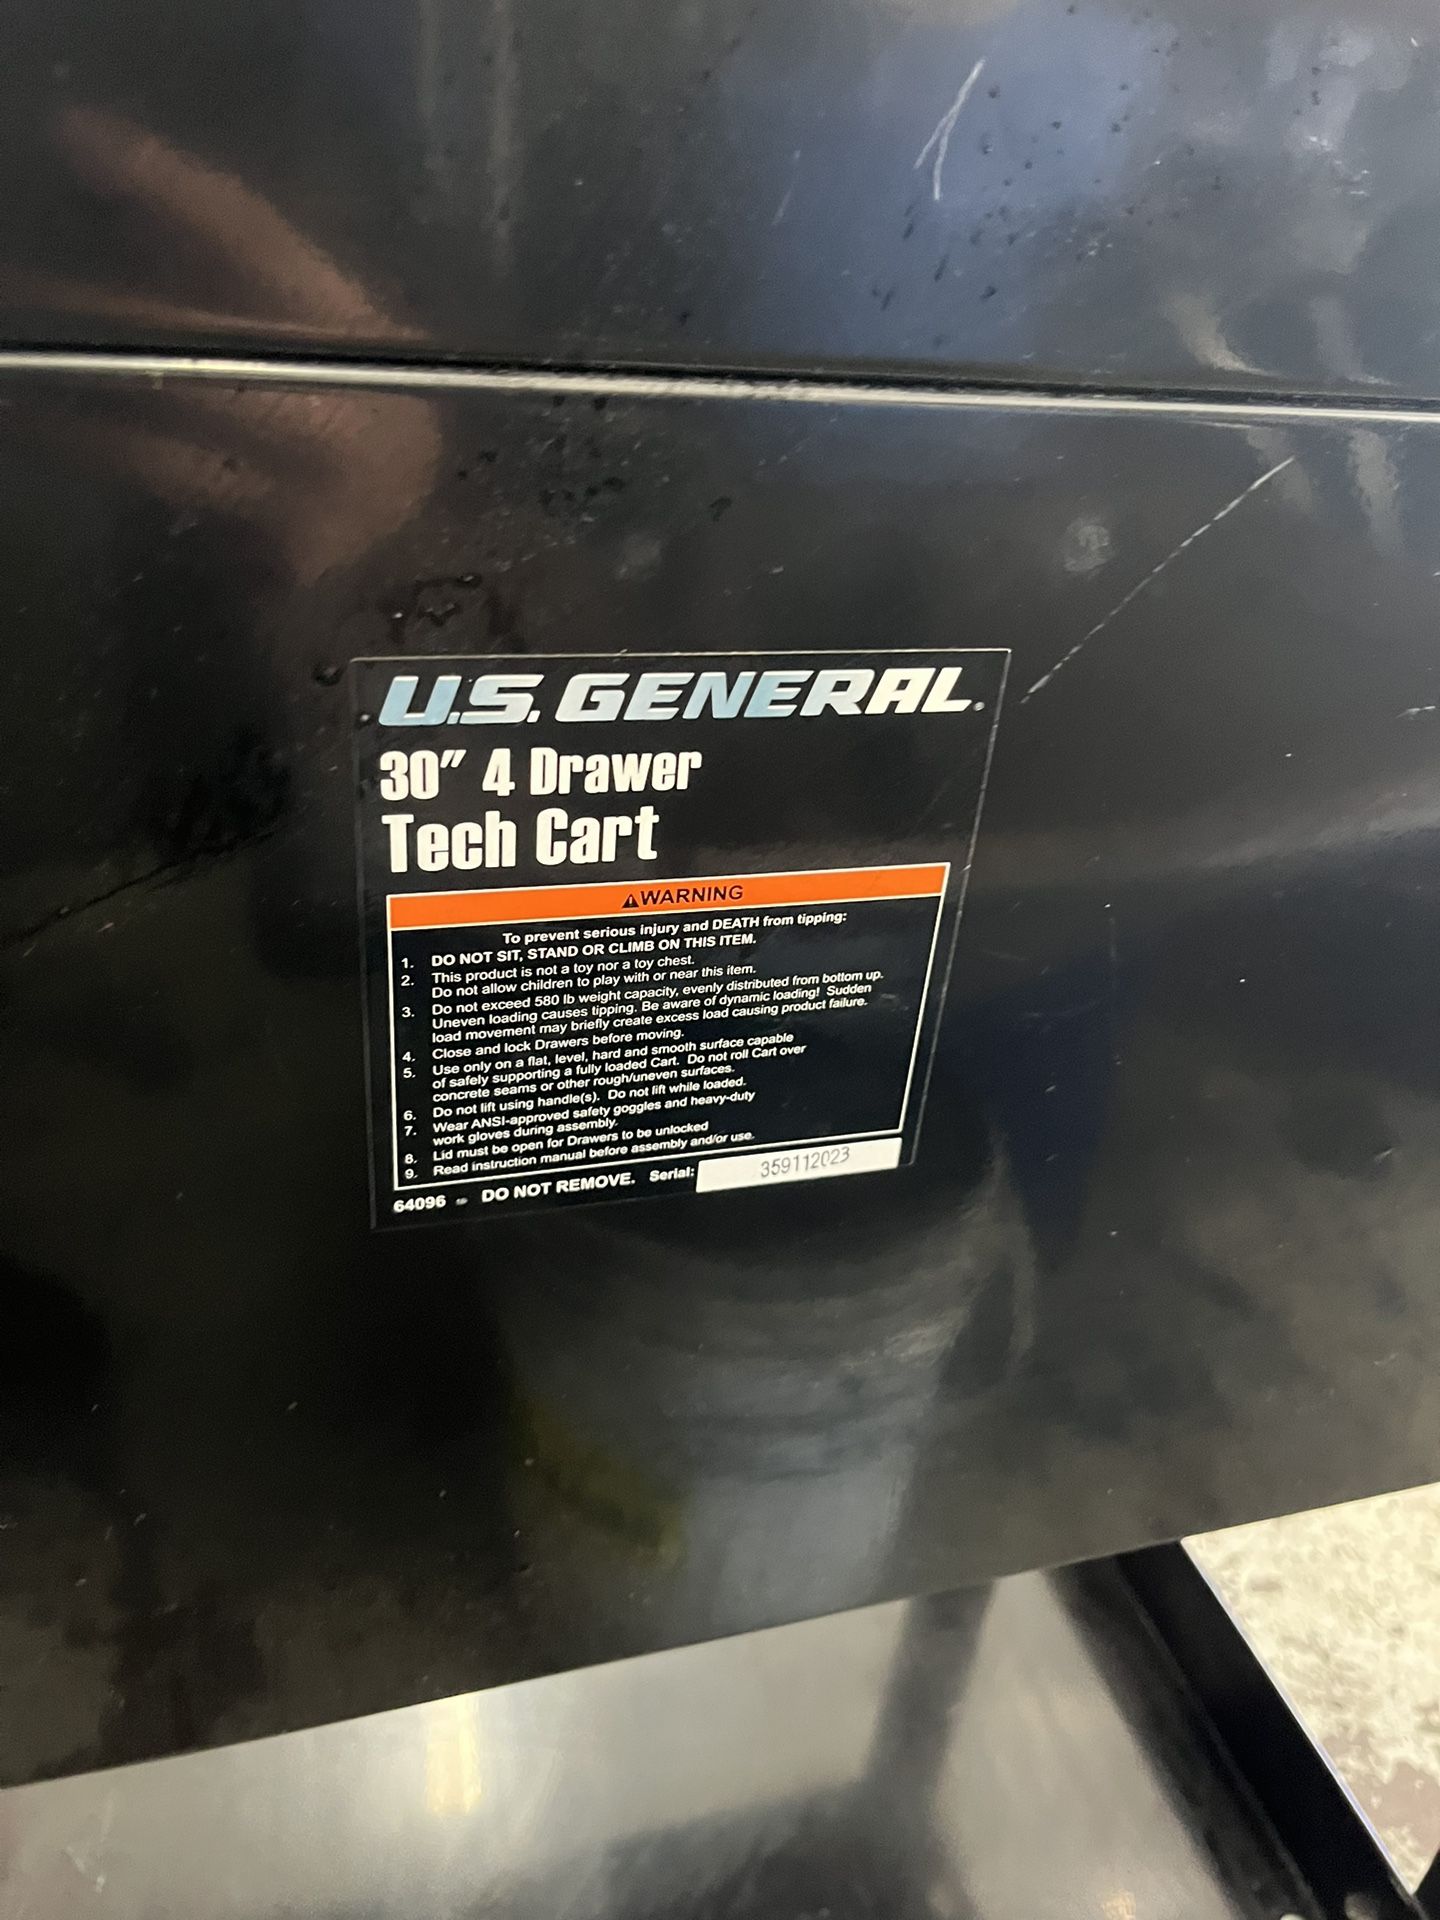 U.S. GENERAL®
30" 4 Drawer
Tech Cart
⚠WARNING
To prevent serious injury and DEATH from tipping:
1. DO NOT SIT, STAND OR CLIMB ON THIS ITEM.
2. This product is not a toy nor a toy chest.
Do not allow children to play with or near this item.
3. Do not exceed 580 lb weight capacity, evenly distributed from bottom up.
Uneven loading causes tipping. Be aware of dynamic loading! Sudden
load movement may briefly create excess load causing product failure.
4. Close and lock Drawers before moving.
5. Use only on a flat, level, hard and smooth surface capable
of safely supporting a fully loaded Cart. Do not roll Cart over
concrete seams or other rough/uneven surfaces.
6. Do not lift using handle(s). Do not lift while loaded.
7. Wear ANSI-approved safety goggles and heavy-duty
work gloves during assembly.
8. Lid must be open for Drawers to be unlocked
9. Read instruction manual before assembly and/or use.
64096 DO NOT REMOVE. Serial: 359112023